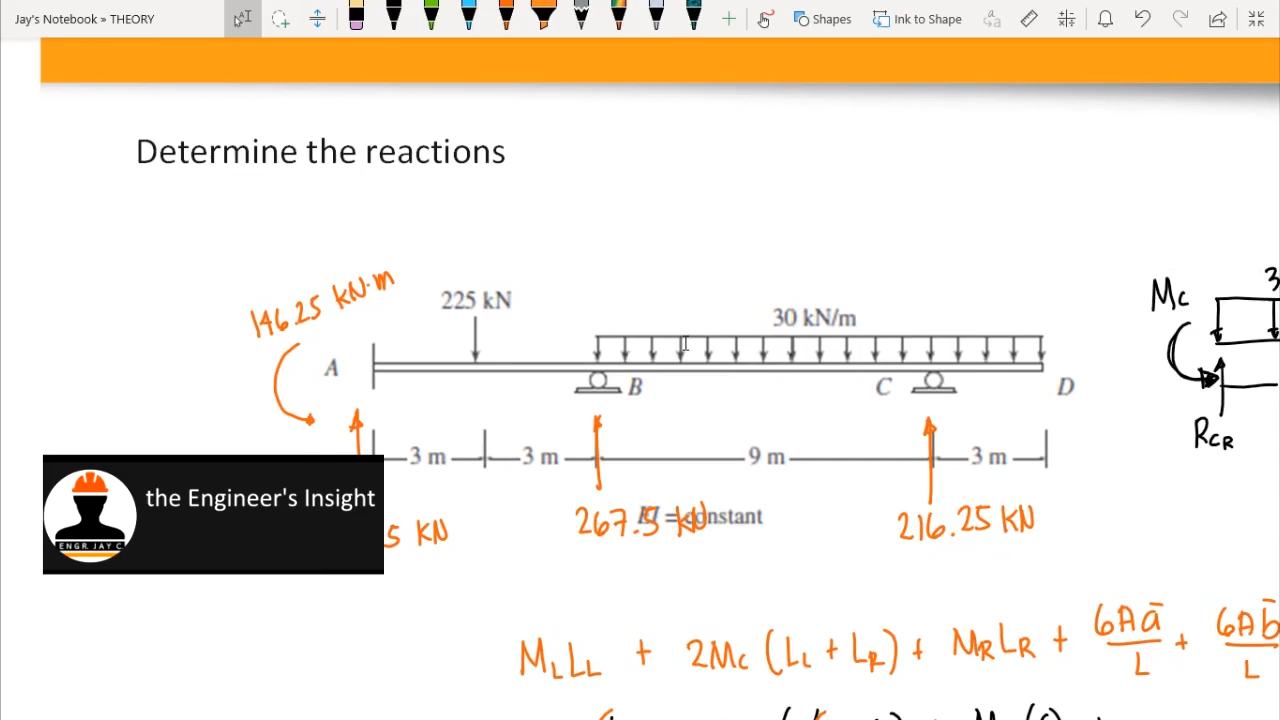 Jay's Notebook » THEORY
Shapes
Ink to Shape
Determine the reactions
146.25 kN·m
225 kN
30 kN/m
A
B
C
D
3 m
3 m
9 m
3 m
5 KN
267.5 KN
= constant
216.25 KN
Mc
3
RCR
the Engineer's Insight
ENGR. JAY C.
MLLL + 2Mc (LL + LR) + MRLR + 6Aā/L + 6Ab̄/L